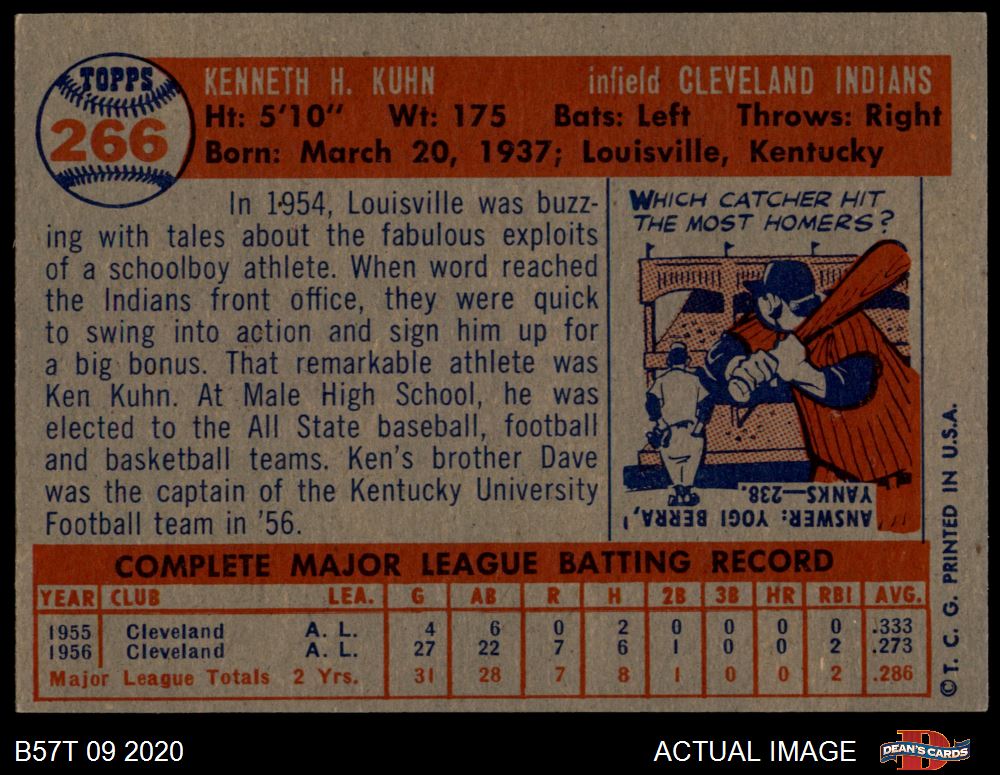 TOPPS
266
KENNETH H. KUHN infield CLEVELAND INDIANS
Ht: 5'10" Wt: 175 Bats: Left Throws: Right
Born: March 20, 1937; Louisville, Kentucky
In 1954, Louisville was buzz-
ing with tales about the fabulous exploits
of a schoolboy athlete. When word reached
the Indians front office, they were quick
to swing into action and sign him up for
a big bonus. That remarkable athlete was
Ken Kuhn. At Male High School, he was
elected to the All State baseball, football
and basketball teams. Ken's brother Dave
was the captain of the Kentucky University
Football team in '56.
WHICH CATCHER HIT
THE MOST HOMERS?
ANSWER: YOGI BERRA,
YANKS—238.
COMPLETE MAJOR LEAGUE BATTING RECORD
YEAR CLUB LEA. G AB R H 2B 3B HR RBI AVG.
1955 Cleveland A. L. 4 6 0 2 0 0 0 0 .333
1956 Cleveland A. L. 27 22 7 6 1 0 0 2 .273
Major League Totals 2 Yrs. 31 28 7 8 1 0 0 2 .286
© T. C. G. PRINTED IN U.S.A.
B57T 09 2020 ACTUAL IMAGE
DEAN'S CARDS